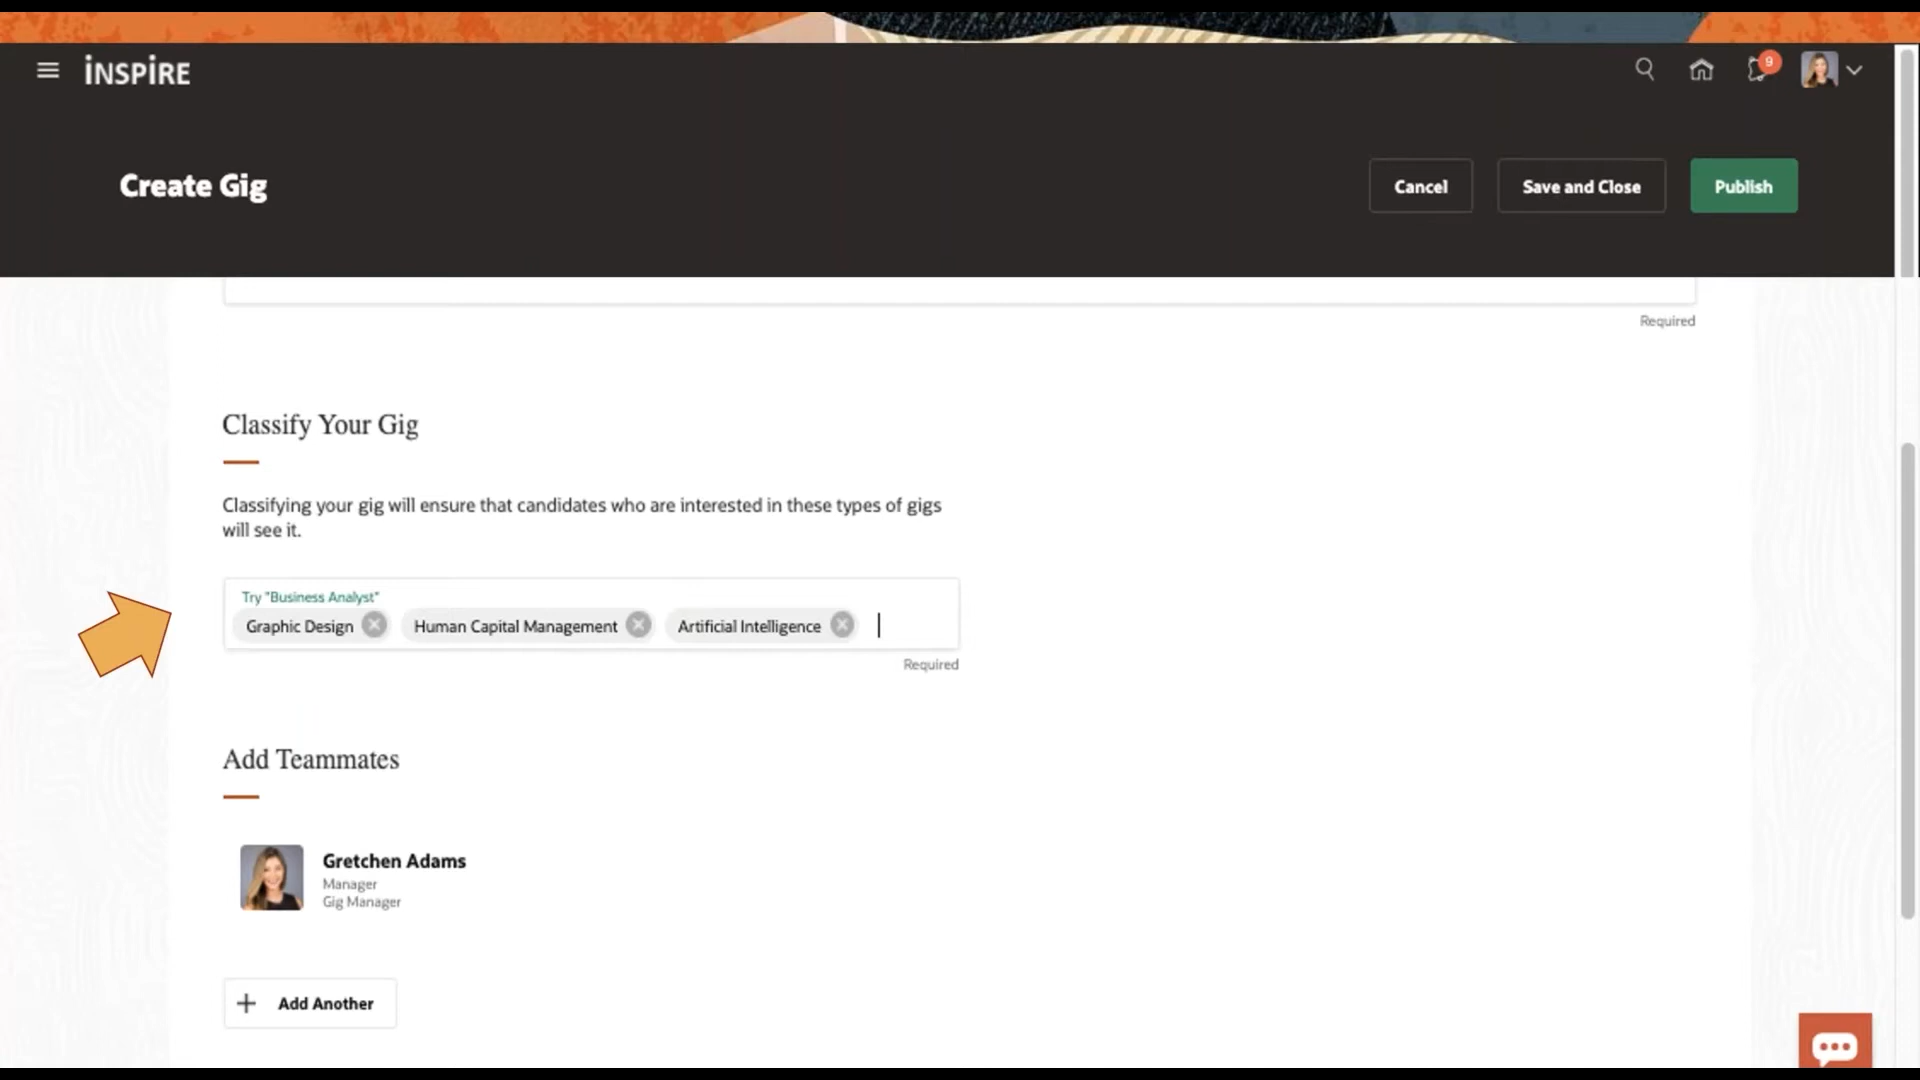 iNSPiRE
9
Create Gig
Cancel
Save and Close
Publish
Required
Classify Your Gig
Classifying your gig will ensure that candidates who are interested in these types of gigs
will see it.
Try "Business Analyst"
Graphic Design
Human Capital Management
Artificial Intelligence
Required
Add Teammates
Gretchen Adams
Manager
Gig Manager
Add Another